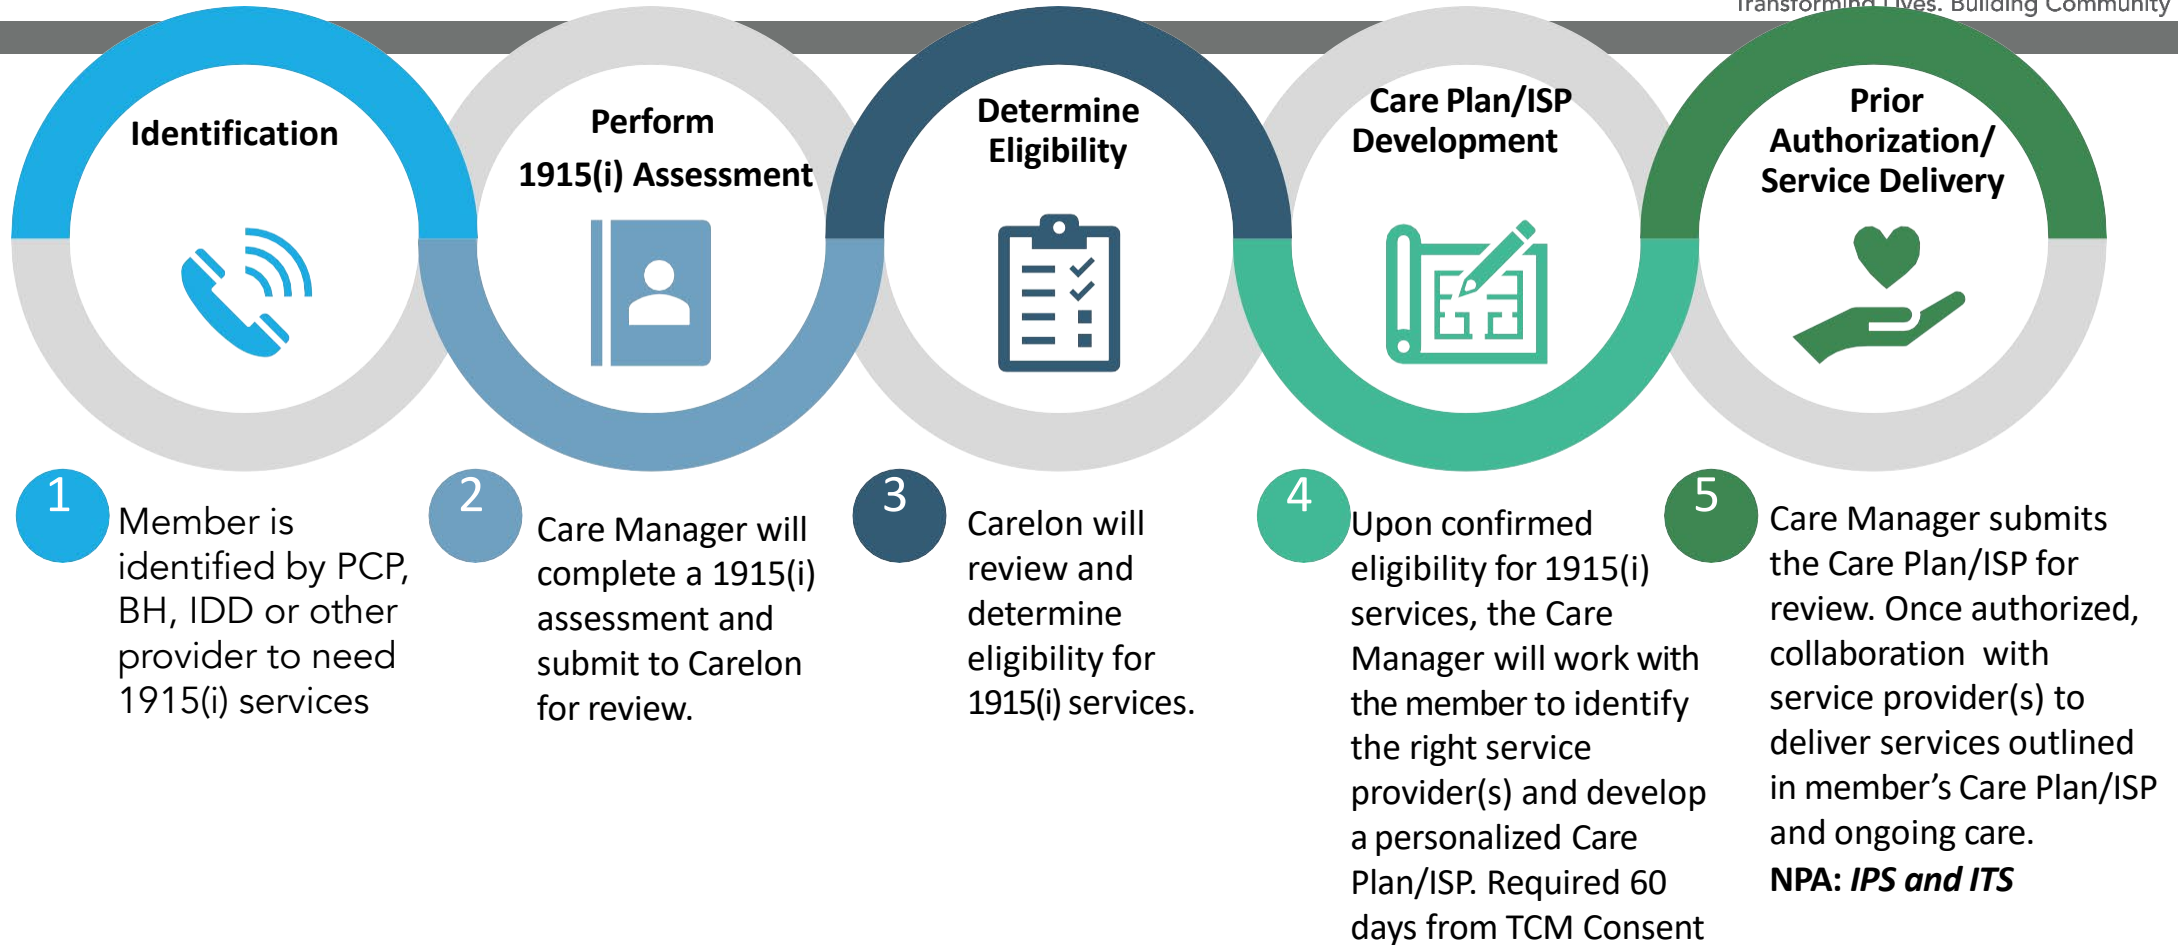 Transforming Lives. Building Community
Identification
Perform
1915(i) Assessment
Determine
Eligibility
Care Plan/ISP
Development
Prior
Authorization/
Service Delivery
1
Member is
identified by PCP,
BH, IDD or other
provider to need
1915(i) services
2
Care Manager will
complete a 1915(i)
assessment and
submit to Carelon
for review.
3
Carelon will
review and
determine
eligibility for
1915(i) services.
4
Upon confirmed
eligibility for 1915(i)
services, the Care
Manager will work with
the member to identify
the right service
provider(s) and develop
a personalized Care
Plan/ISP. Required 60
days from TCM Consent
5
Care Manager submits
the Care Plan/ISP for
review. Once authorized,
collaboration with
service provider(s) to
deliver services outlined
in member’s Care Plan/ISP
and ongoing care.
NPA: IPS and ITS